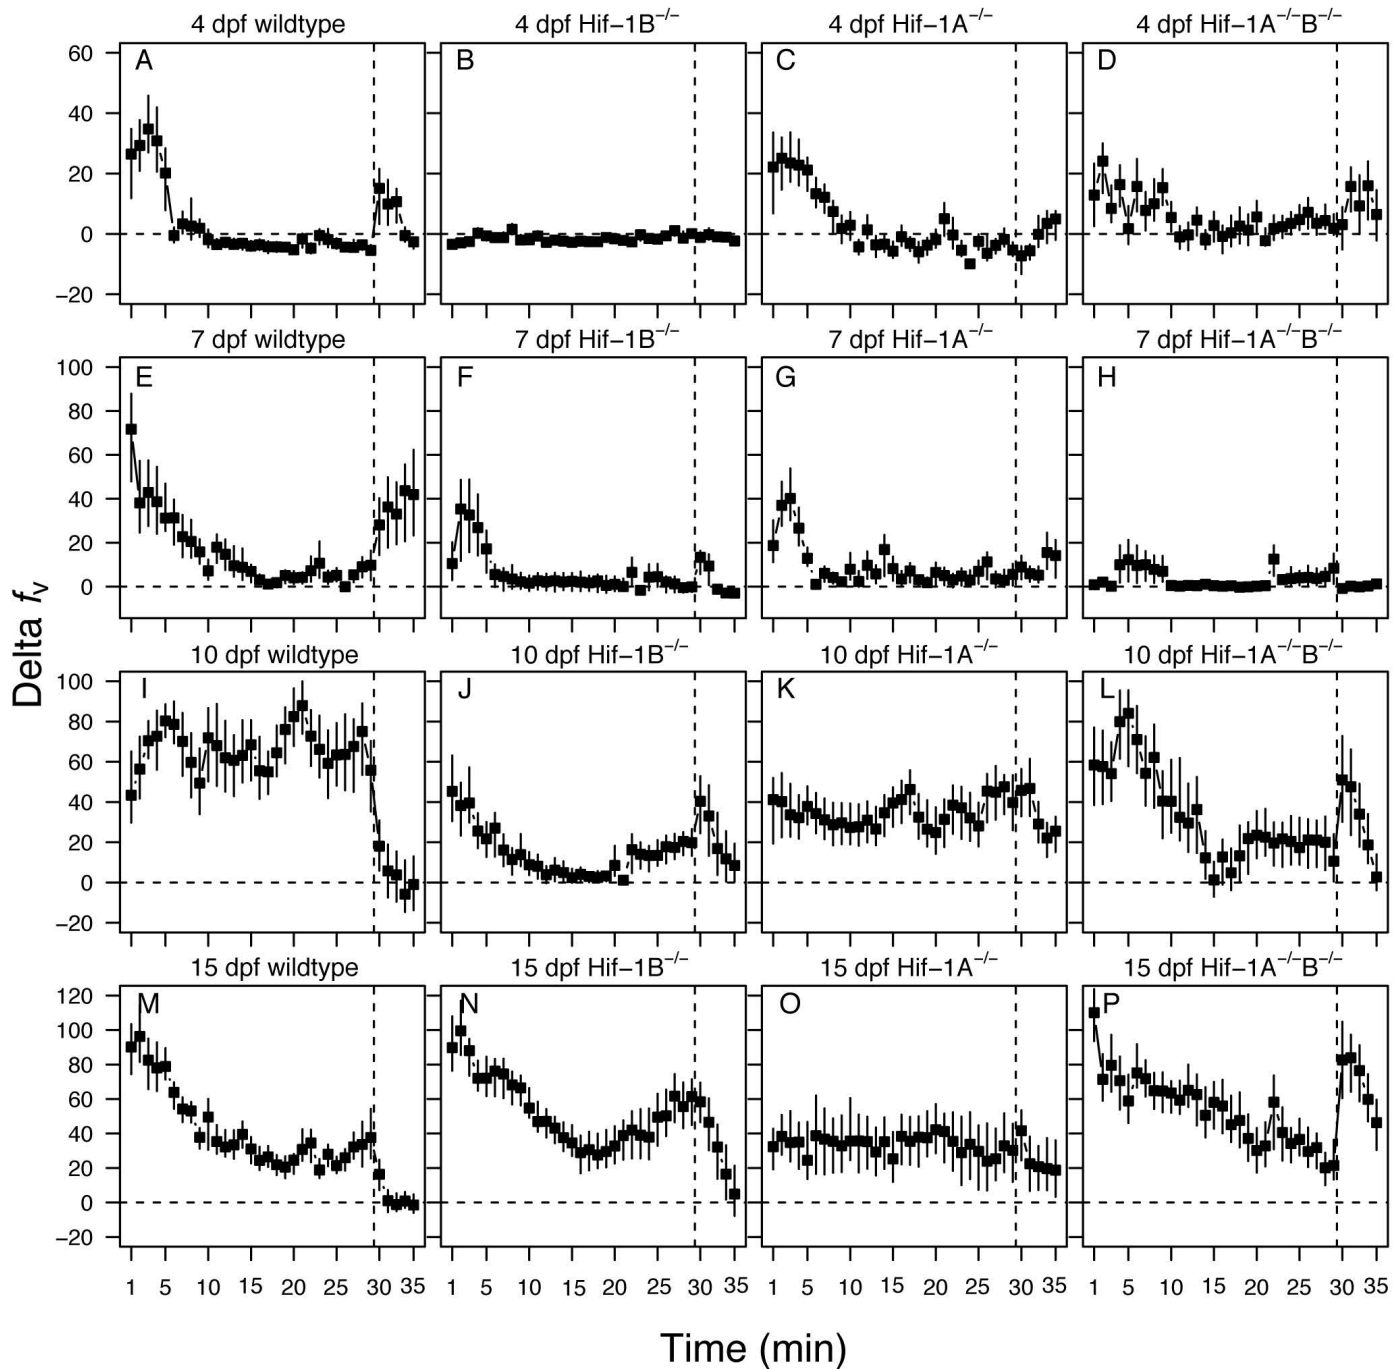 4 dpf wildtype 4 dpf Hif−1B−/− 4 dpf Hif−1A−/− 4 dpf Hif−1A−/−B−/−
A B C D
60
40
20
0
−20
7 dpf wildtype 7 dpf Hif−1B−/− 7 dpf Hif−1A−/− 7 dpf Hif−1A−/−B−/−
E F G H
100
80
60
40
20
0
Delta fv
10 dpf wildtype 10 dpf Hif−1B−/− 10 dpf Hif−1A−/− 10 dpf Hif−1A−/−B−/−
I J K L
100
80
60
40
20
0
−20
15 dpf wildtype 15 dpf Hif−1B−/− 15 dpf Hif−1A−/− 15 dpf Hif−1A−/−B−/−
M N O P
120
100
80
60
40
20
0
−20
1 5 10 15 20 25 30 35 1 5 10 15 20 25 30 35 1 5 10 15 20 25 30 35 1 5 10 15 20 25 30 35
Time (min)